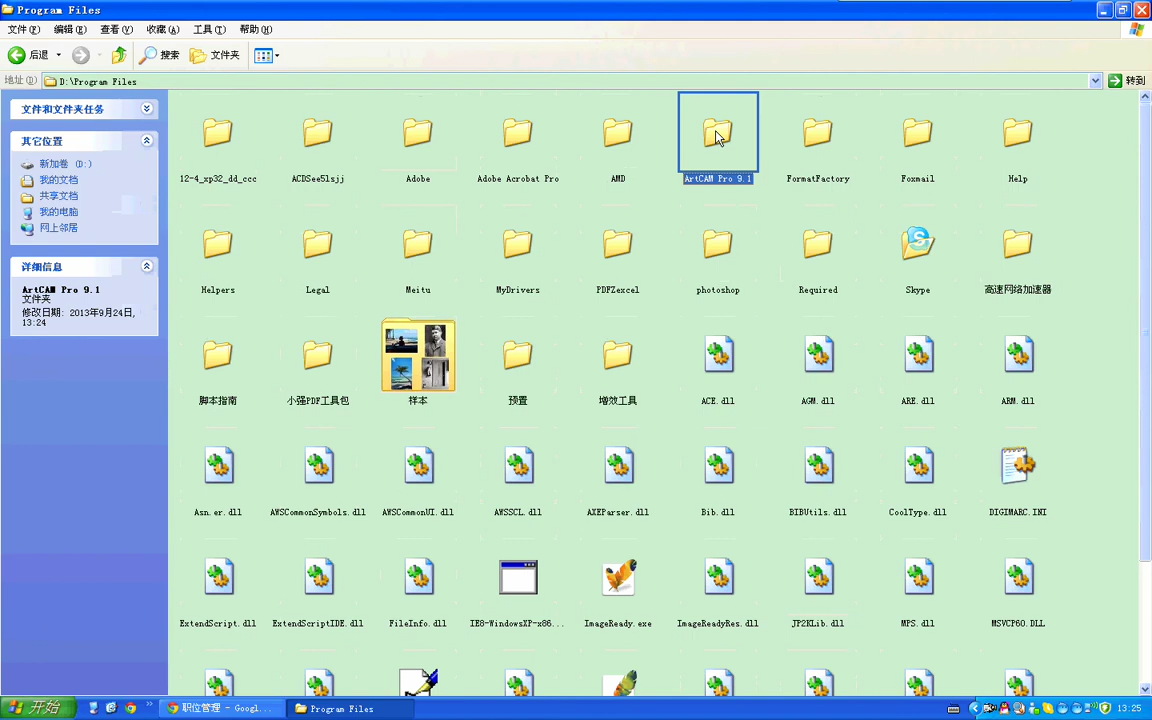 Program Files
文件(F) 编辑(E) 查看(V) 收藏(A) 工具(T) 帮助(H)
后退 搜索 文件夹
地址(D) D:\Program Files 转到
文件和文件夹任务
其它位置
新加卷 (D:)
我的文档
共享文档
我的电脑
网上邻居
详细信息
ArtCAM Pro 9.1
文件夹
修改日期: 2013年9月24日,
13:24
12-4_xp32_dd_ccc ACDSee5lsjj Adobe Adobe Acrobat Pro AMD ArtCAM Pro 9.1 FormatFactory Foxmail Help
Helpers Legal Meitu MyDrivers PDFZexcel photoshop Required Skype 高速网络加速器
脚本指南 小强PDF工具包 样本 预置 增效工具 ACE.dll AGM.dll ARE.dll ARM.dll
Asn.er.dll AWSCommonSymbols.dll AWSCommonUI.dll AWSSCL.dll AXEParser.dll Bib.dll BIBUtils.dll CoolType.dll DIGIMARC.INI
ExtendScript.dll ExtendScriptIDE.dll FileInfo.dll IE8-WindowsXP-x86... ImageReady.exe ImageReadyRes.dll JP2KLib.dll MPS.dll MSVCP60.DLL
开始 职位管理 - Googl... Program Files 13:25